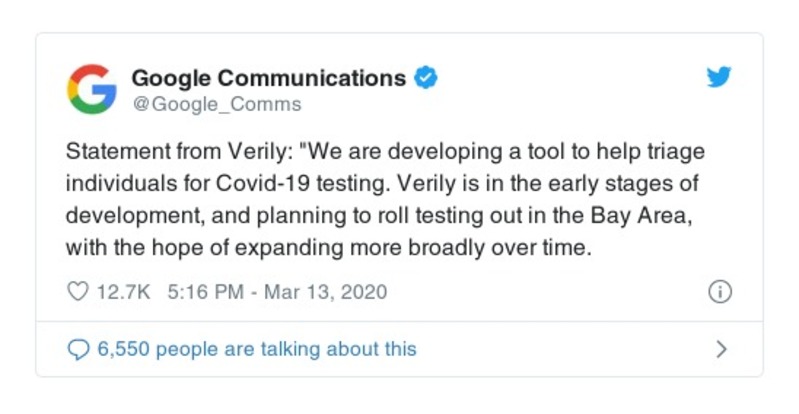 Google Communications
@Google_Comms
Statement from Verily: "We are developing a tool to help triage
individuals for Covid-19 testing. Verily is in the early stages of
development, and planning to roll testing out in the Bay Area,
with the hope of expanding more broadly over time.
12.7K 5:16 PM - Mar 13, 2020
6,550 people are talking about this